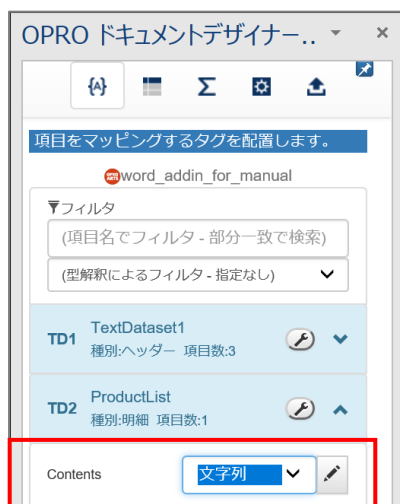 OPRO ドキュメントデザイナー..
{A}
Σ
項目をマッピングするタグを配置します。
word_addin_for_manual
フィルタ
(項目名でフィルタ - 部分一致で検索)
(型解釈によるフィルタ - 指定なし)
TD1
TextDataset1
種別:ヘッダー 項目数:3
TD2
ProductList
種別:明細 項目数:1
Contents
文字列